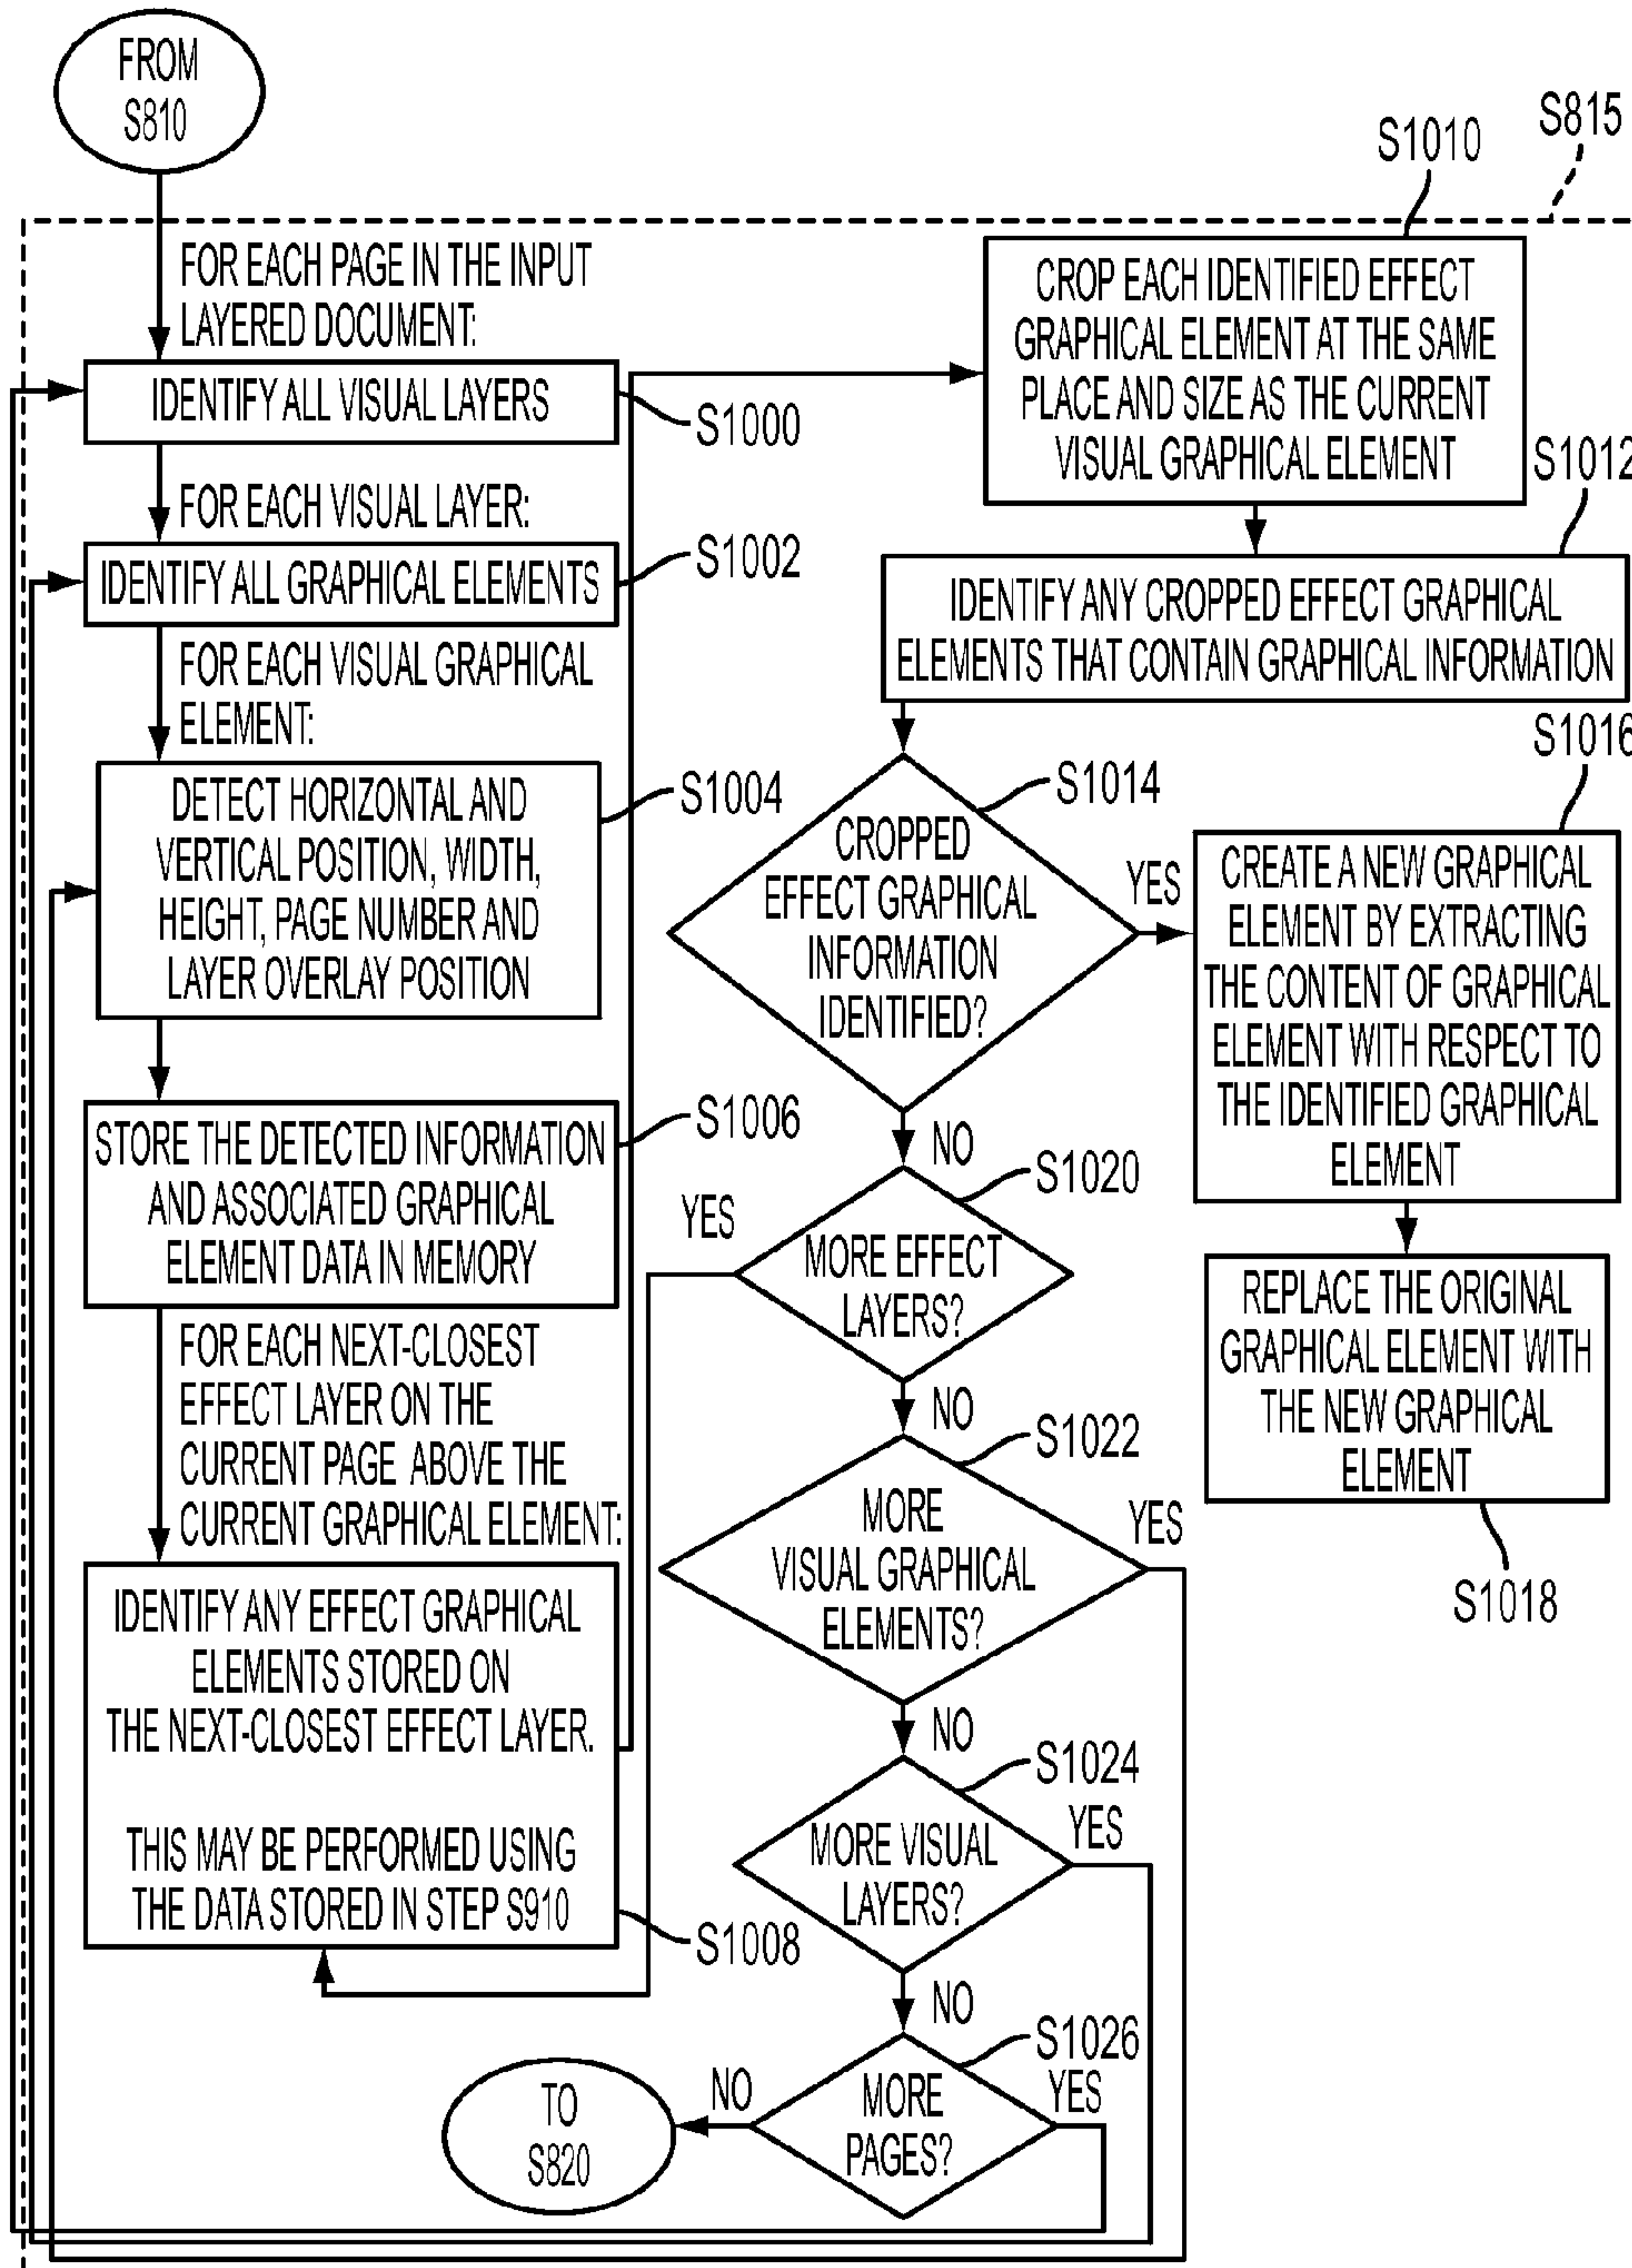 FROM
S810
S815
FOR EACH PAGE IN THE INPUT
LAYERED DOCUMENT:
IDENTIFY ALL VISUAL LAYERS
S1000
FOR EACH VISUAL LAYER:
IDENTIFY ALL GRAPHICAL ELEMENTS
S1002
FOR EACH VISUAL GRAPHICAL
ELEMENT:
DETECT HORIZONTAL AND
VERTICAL POSITION, WIDTH,
HEIGHT, PAGE NUMBER AND
LAYER OVERLAY POSITION
S1004
STORE THE DETECTED INFORMATION
AND ASSOCIATED GRAPHICAL
ELEMENT DATA IN MEMORY
S1006
FOR EACH NEXT-CLOSEST
EFFECT LAYER ON THE
CURRENT PAGE ABOVE THE
CURRENT GRAPHICAL ELEMENT:
IDENTIFY ANY EFFECT GRAPHICAL
ELEMENTS STORED ON
THE NEXT-CLOSEST EFFECT LAYER.
THIS MAY BE PERFORMED USING
THE DATA STORED IN STEP S910
S1008
S1010
CROP EACH IDENTIFIED EFFECT
GRAPHICAL ELEMENT AT THE SAME
PLACE AND SIZE AS THE CURRENT
VISUAL GRAPHICAL ELEMENT
S1012
IDENTIFY ANY CROPPED EFFECT GRAPHICAL
ELEMENTS THAT CONTAIN GRAPHICAL INFORMATION
S1014
CROPPED
EFFECT GRAPHICAL
INFORMATION
IDENTIFIED?
YES
S1016
CREATE A NEW GRAPHICAL
ELEMENT BY EXTRACTING
THE CONTENT OF GRAPHICAL
ELEMENT WITH RESPECT TO
THE IDENTIFIED GRAPHICAL
ELEMENT
REPLACE THE ORIGINAL
GRAPHICAL ELEMENT WITH
THE NEW GRAPHICAL
ELEMENT
S1018
NO
S1020
YES
MORE EFFECT
LAYERS?
NO
S1022
MORE
VISUAL GRAPHICAL
ELEMENTS?
YES
NO
S1024
MORE VISUAL
LAYERS?
YES
NO
S1026
MORE
PAGES?
YES
NO
TO
S820